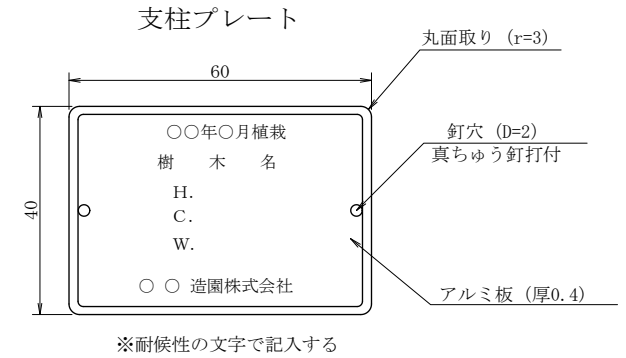 支柱プレート
丸面取り (r=3)
60
○○年○月植栽
樹 木 名
H.
C.
W.
○ ○ 造園株式会社
40
釘穴 (D=2)
真ちゅう釘打付
アルミ板 (厚0.4)
※耐候性の文字で記入する